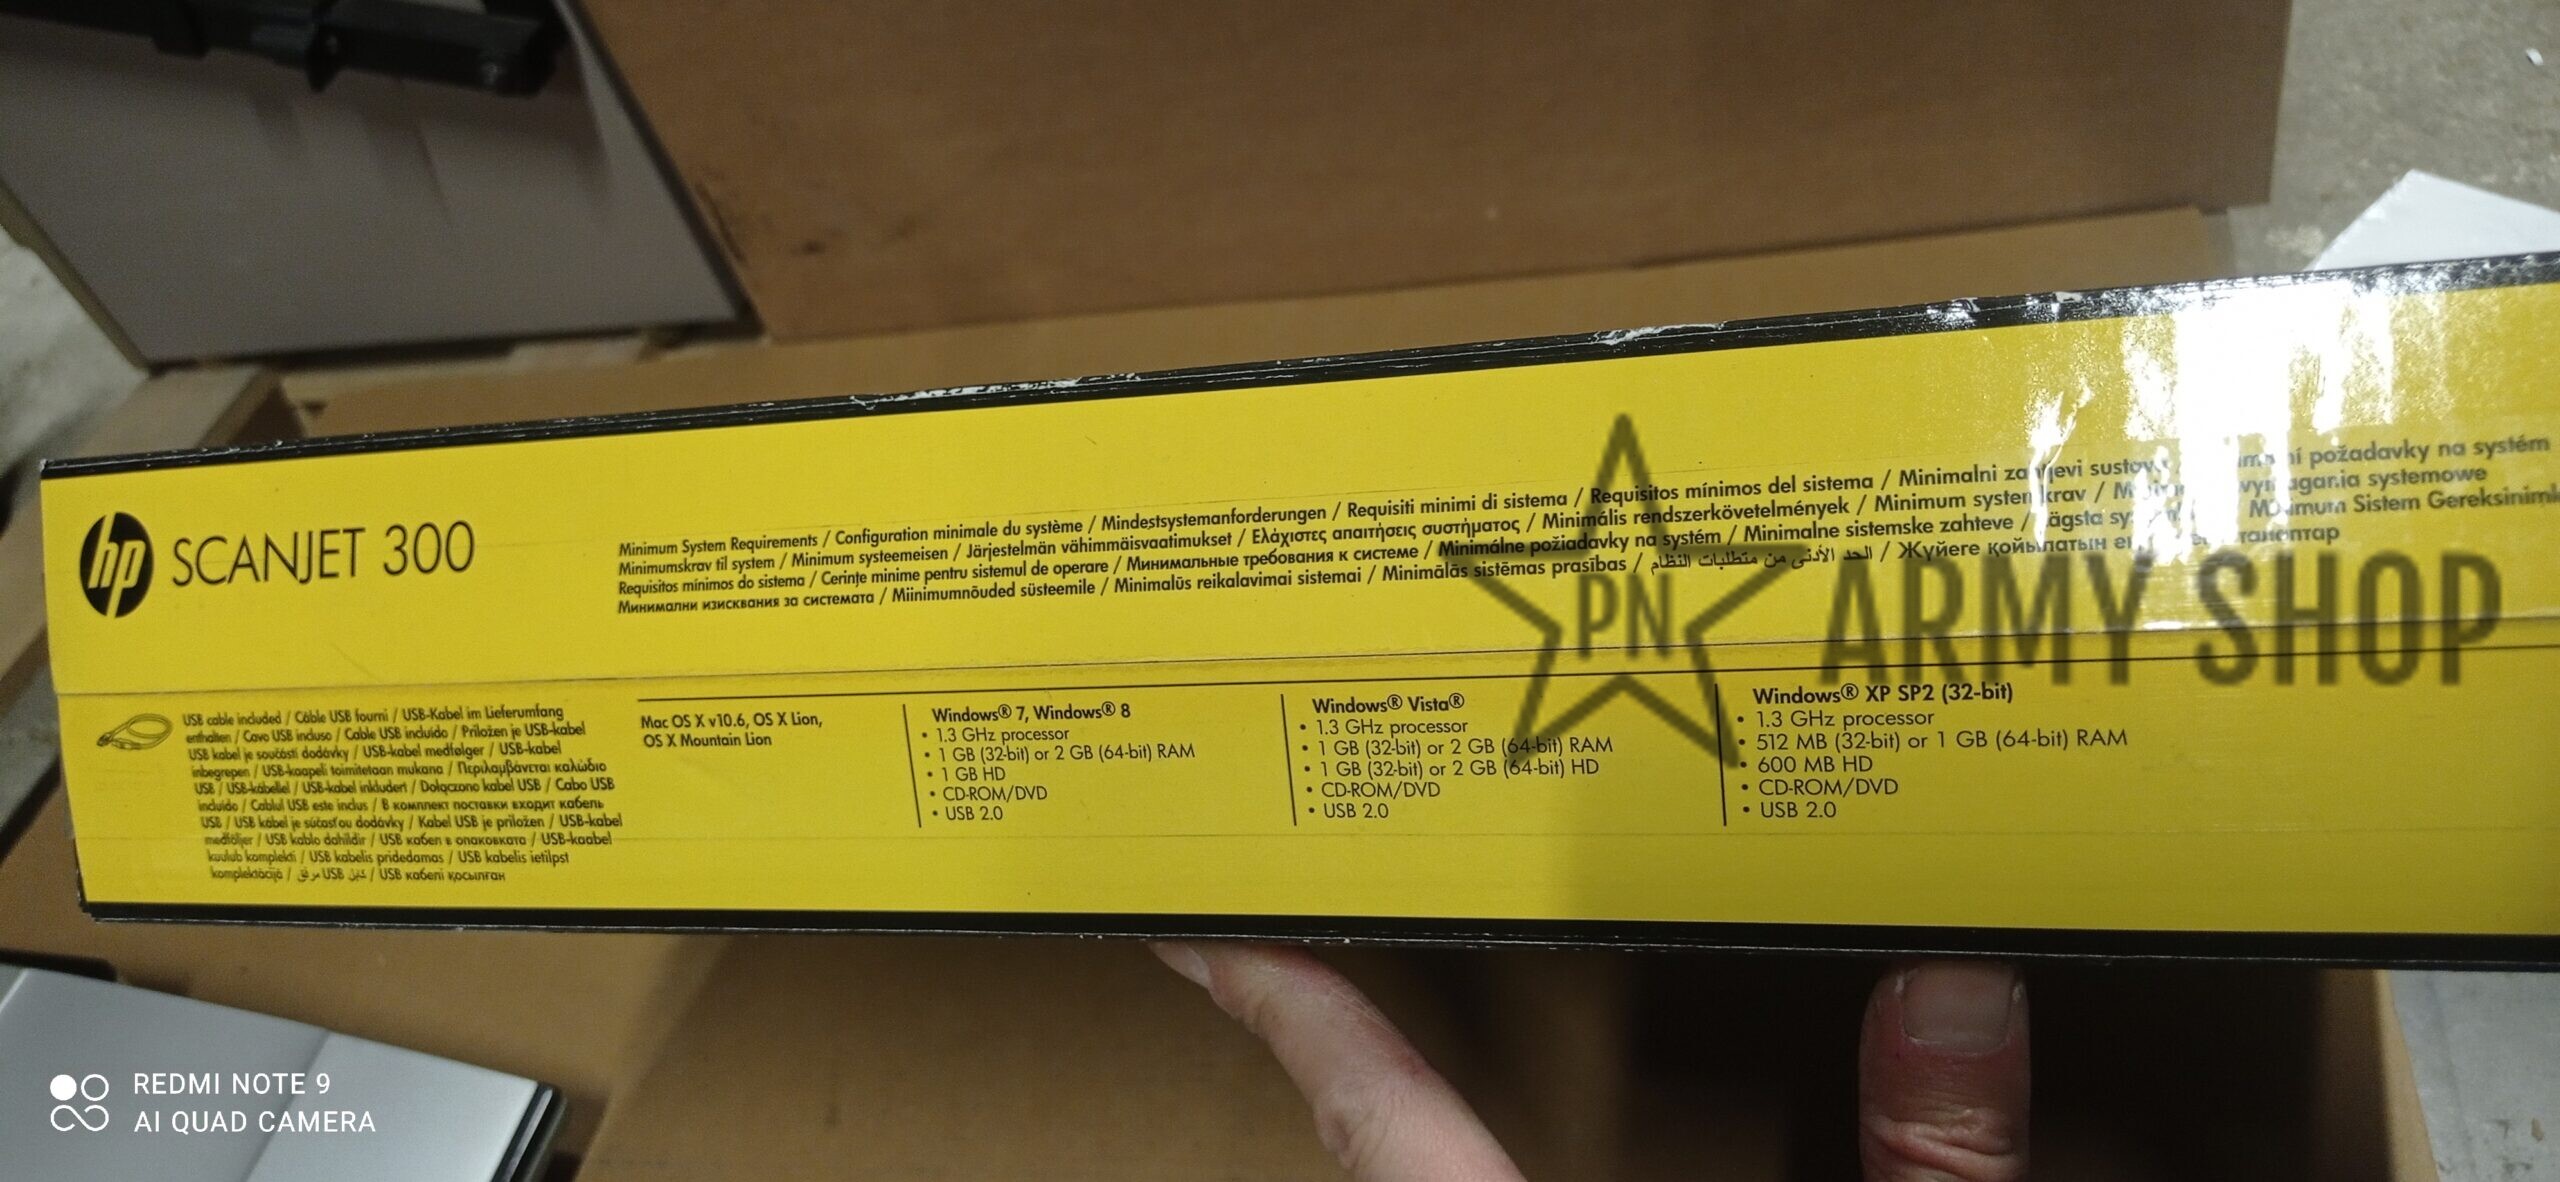 hp SCANJET 300
Minimum System Requirements / Configuration minimale du système / Mindestsystemanforderungen / Requisiti minimi di sistema / Requisitos mínimos del sistema / Minimalni zahtjevi sustava / požadavky na systém
Minimumskrav til system / Minimum systeemeisen / Järjestelmän vähimmäisvaatimukset / Ελάχιστες απαιτήσεις συστήματος / Minimális rendszerkövetelmények / Minimum systemkrav / wymagania systemowe
Requisitos mínimos do sistema / Cerințe minime pentru sistemul de operare / Минимальные требования к системе / Minimálne požiadavky na systém / Minimalne sistemske zahteve / Lägsta Minimum Sistem
Минимални изисквания за системата / Miinimumnõuded süsteemile / Minimalūs reikalavimai sistemai / Minimālās sistēmas prasības / الحد الأدنى من متطلبات النظام / Жүйеге қойылатын талаптар
PN ARMY SHOP
USB cable included / Câble USB fourni / USB-Kabel im Lieferumfang
enthalten / Cavo USB incluso / Cable USB incluido / Priložen je USB-kabel
USB kabel je součástí dodávky / USB-kabel medfølger / USB-kabel
inbegrepen / USB-kaapeli toimitetaan mukana / Περιλαμβάνεται καλώδιο
USB / USB-kábellel / USB-kabel inkludert / Dołączono kabel USB / Cabo USB
incluído / Cablul USB este inclus / В комплект поставки входит кабель
USB / USB kábel je súčasťou dodávky / Kabel USB je priložen / USB-kabel
medföljer / USB kablo dahildir / USB кабел в опаковката / USB-kaabel
kuulub komplekti / USB kabelis pridedamas / USB kabelis ietilpst
komplektācijā / كبل USB مرفق / USB кабелі қосылған
Mac OS X v10.6, OS X Lion,
OS X Mountain Lion
Windows® 7, Windows® 8
• 1.3 GHz processor
• 1 GB (32-bit) or 2 GB (64-bit) RAM
• 1 GB HD
• CD-ROM/DVD
• USB 2.0
Windows® Vista®
• 1.3 GHz processor
• 1 GB (32-bit) or 2 GB (64-bit) RAM
• 1 GB (32-bit) or 2 GB (64-bit) HD
• CD-ROM/DVD
• USB 2.0
Windows® XP SP2 (32-bit)
• 1.3 GHz processor
• 512 MB (32-bit) or 1 GB (64-bit) RAM
• 600 MB HD
• CD-ROM/DVD
• USB 2.0
REDMI NOTE 9
AI QUAD CAMERA